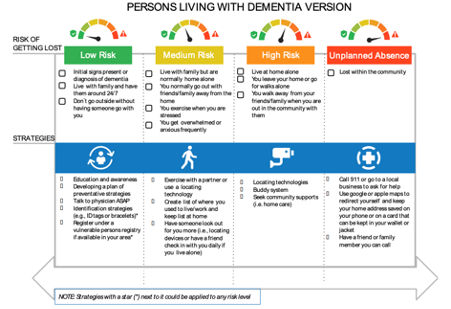 PERSONS LIVING WITH DEMENTIA VERSION
RISK OF
GETTING LOST
Low Risk
Medium Risk
High Risk
Unplanned Absence
Initial signs present or
diagnosis of dementia
Live with family and have
them around 24/7
Don't go outside without
having someone go with
you
Live with family but are
normally home alone
You normally go out with
friends/family away from the
home
You exercise when you are
stressed
You get overwhelmed or
anxious frequently
Live at home alone
You leave your home or go
for walks alone
You walk away from your
friends/family when you are
out in the community with
them
Lost within the community
STRATEGIES
Education and awareness
Developing a plan of
preventative strategies
Talk to physician ASAP
Identification strategies
(e.g., ID tags or bracelets)*
Register under a
vulnerable persons registry
if available in your area*
Exercise with a partner or
use a locating
technology
Create list of where you
used to live/work and
keep list at home
Have someone look out
for you more (i.e., locating
devices or have a friend
check in with you daily if
you live alone)
Locating technologies
Buddy system
Seek community supports
(i.e. home care)
Call 911 or go to a local
business to ask for help
Use google or apple maps to
redirect yourself and keep
your home address saved on
your phone or on a card that
can be kept in your wallet or
jacket
Have a friend or family
member you can call
NOTE: Strategies with a star (*) next to it could be applied to any risk level